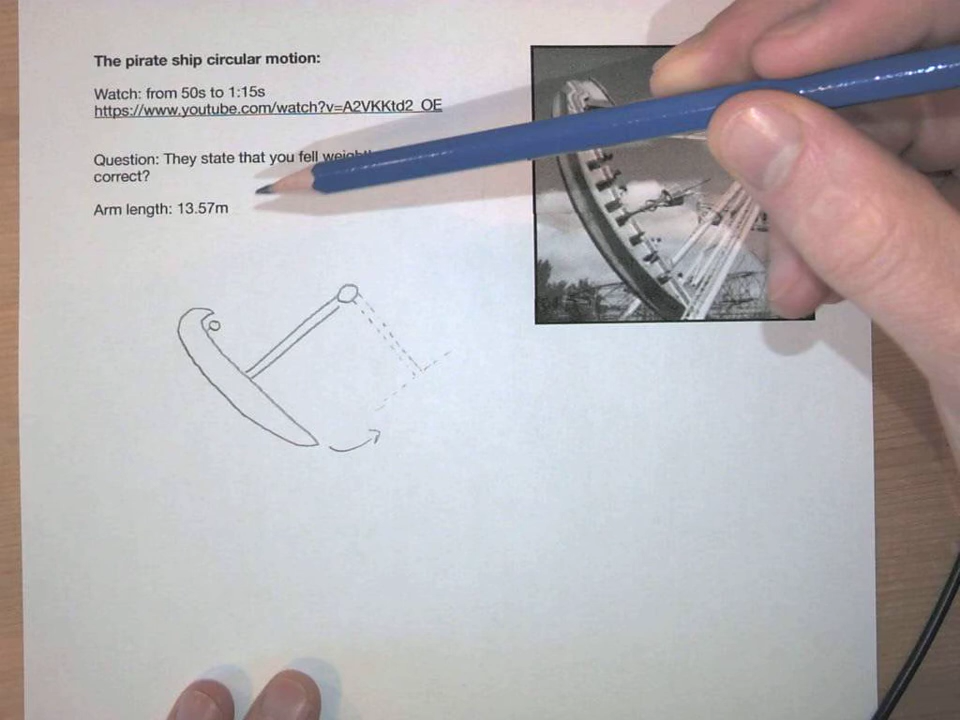 The pirate ship circular motion:
Watch: from 50s to 1:15s
https://www.youtube.com/watch?v=A2VKKtd2_OE
Question: They state that you fell
correct?
Arm length: 13.57m